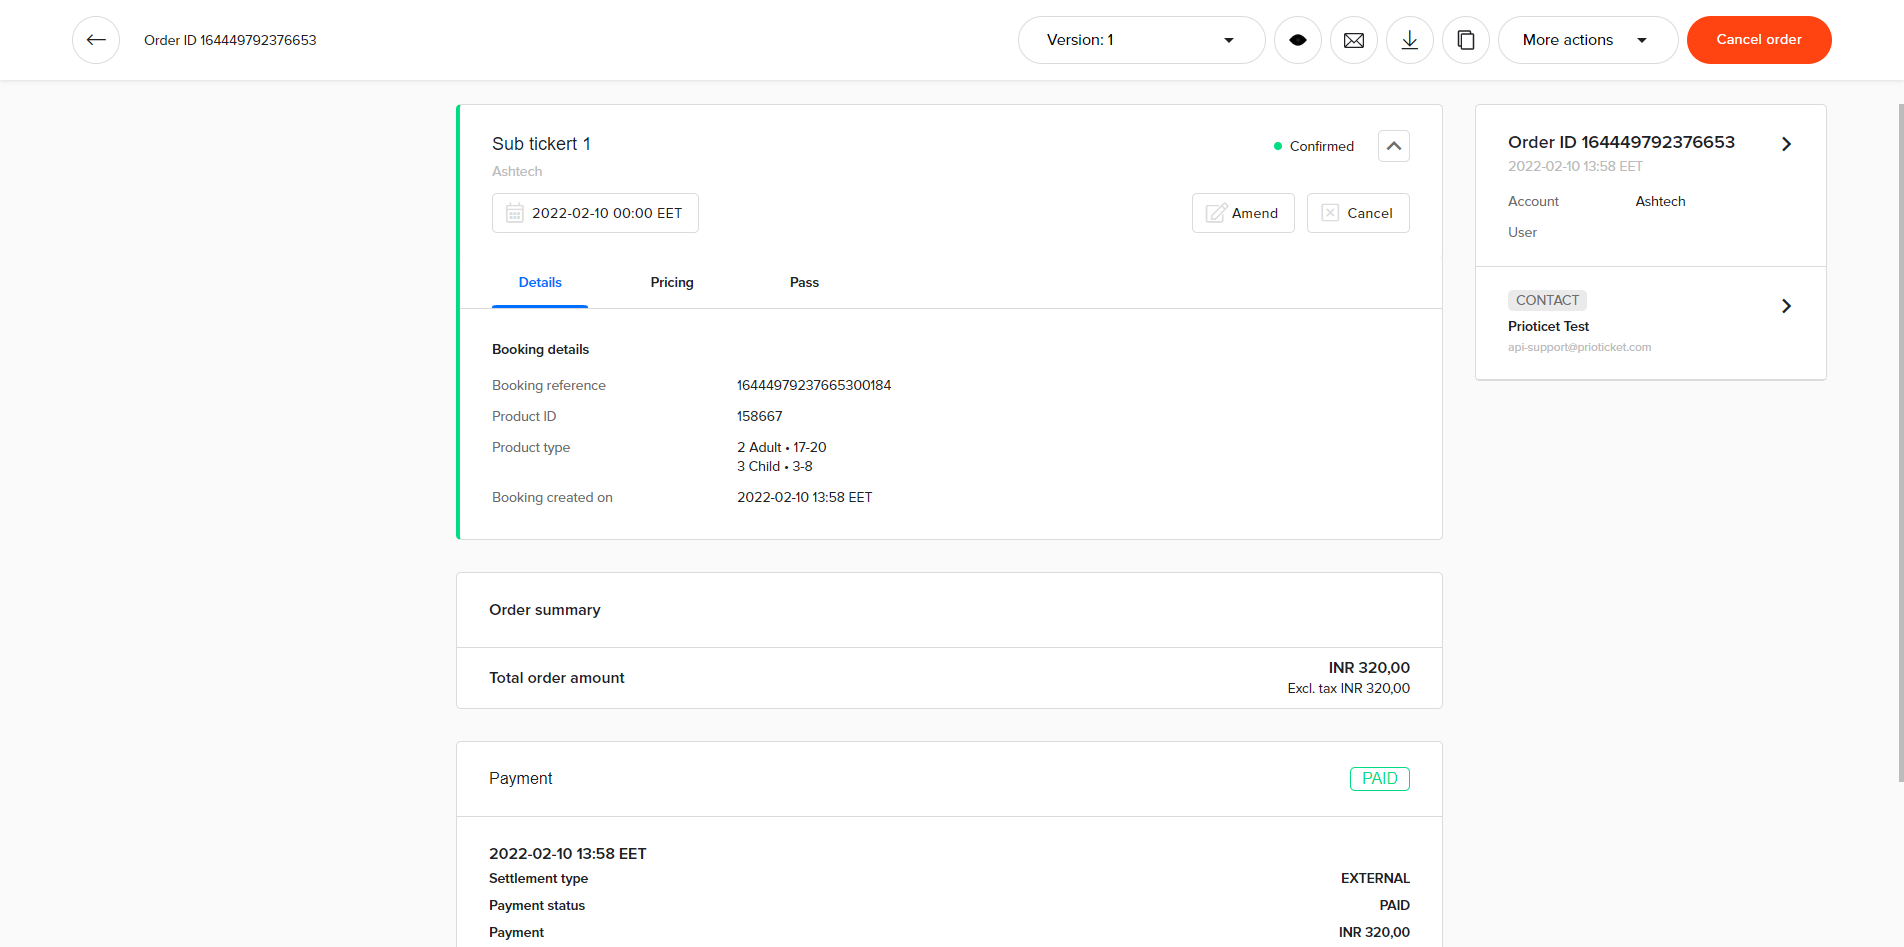 Order ID 164449792376653
Version: 1
More actions
Cancel order
Sub tickert 1
Confirmed
Ashtech
2022-02-10 00:00 EET
Amend
Cancel
Details
Pricing
Pass
Booking details
Booking reference 16444979237665300184
Product ID 158667
Product type 2 Adult • 17-20
3 Child • 3-8
Booking created on 2022-02-10 13:58 EET
Order summary
Total order amount INR 320,00
Excl. tax INR 320,00
Payment PAID
2022-02-10 13:58 EET
Settlement type EXTERNAL
Payment status PAID
Payment INR 320,00
Order ID 164449792376653
2022-02-10 13:58 EET
Account Ashtech
User
CONTACT
Prioticet Test
api-support@prioticket.com